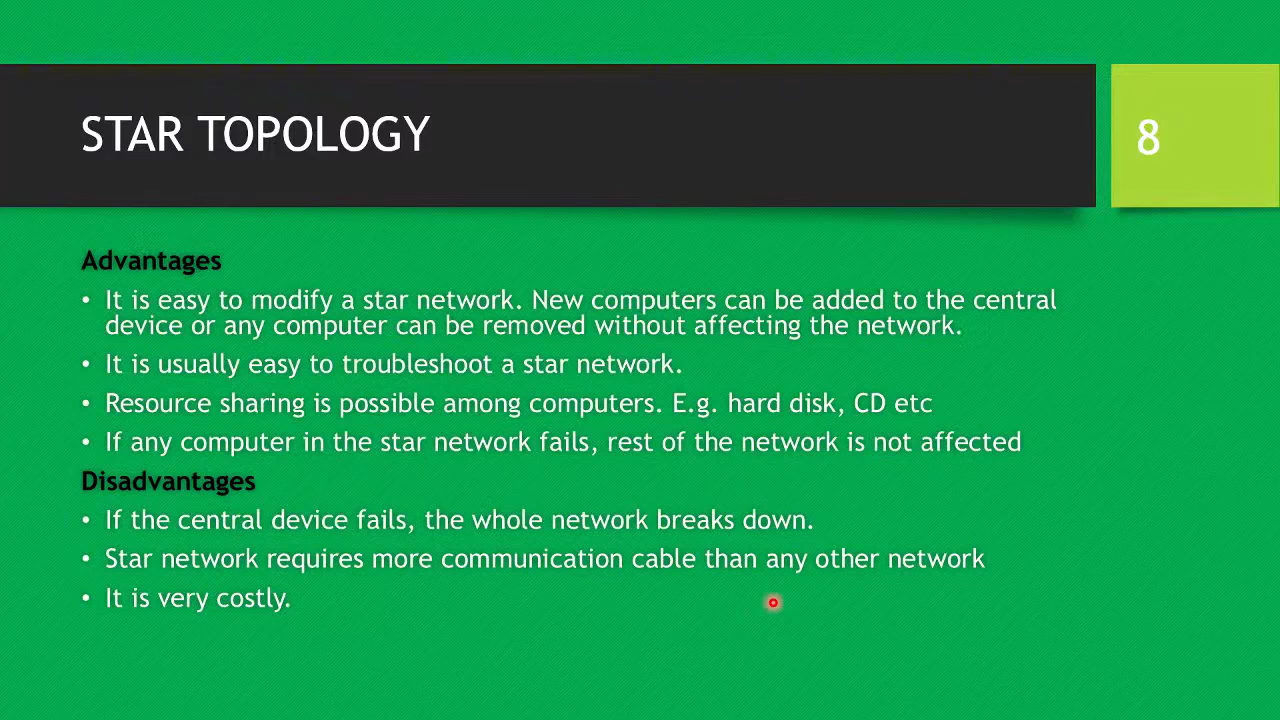 STAR TOPOLOGY
8
Advantages
• It is easy to modify a star network. New computers can be added to the central
device or any computer can be removed without affecting the network.
• It is usually easy to troubleshoot a star network.
• Resource sharing is possible among computers. E.g. hard disk, CD etc
• If any computer in the star network fails, rest of the network is not affected
Disadvantages
• If the central device fails, the whole network breaks down.
• Star network requires more communication cable than any other network
• It is very costly.